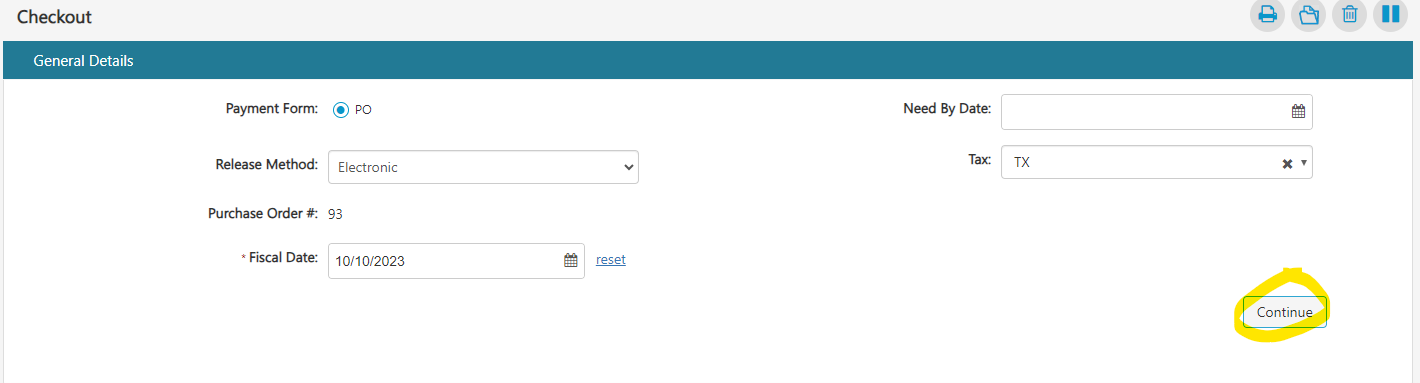 Checkout
General Details
Payment Form: PO
Need By Date:
Release Method: Electronic
Tax: TX
Purchase Order #: 93
* Fiscal Date: 10/10/2023 reset
Continue